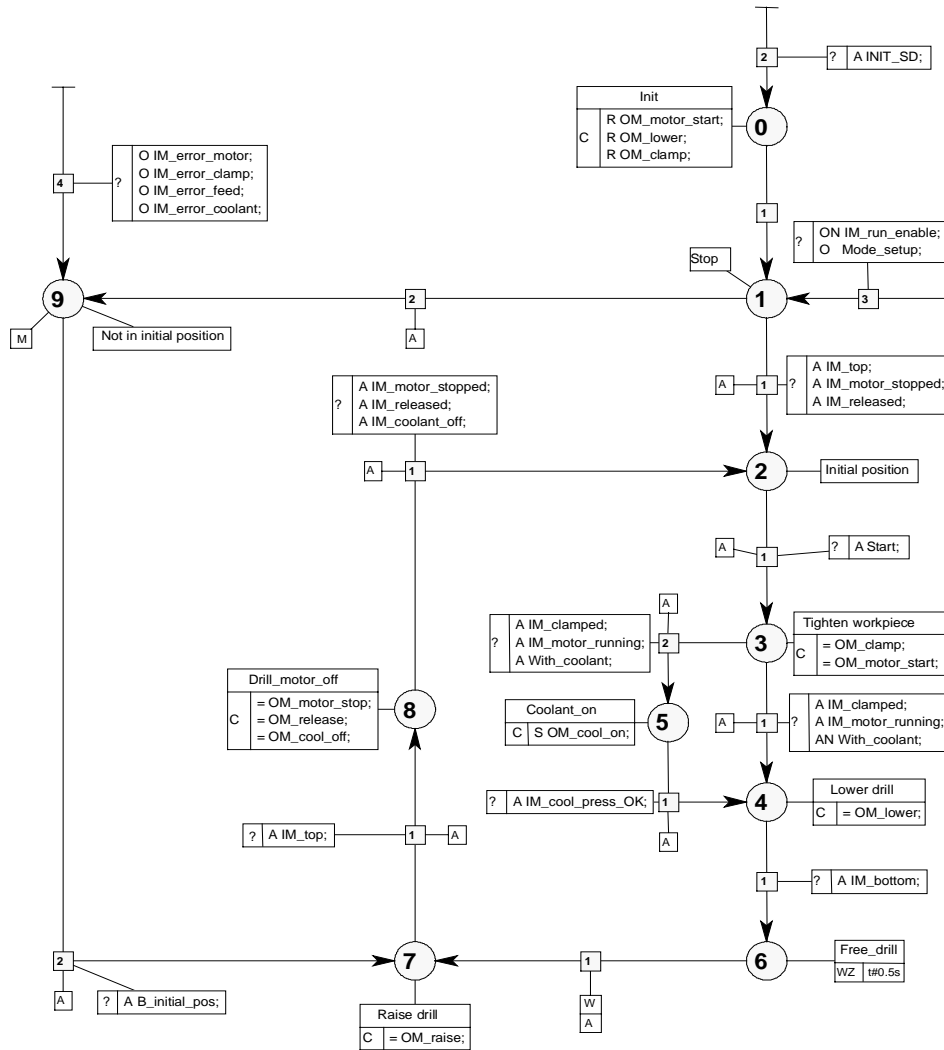 2
? A INIT_SD;
Init
C
R OM_motor_start;
R OM_lower;
R OM_clamp;
0
4
?
O IM_error_motor;
O IM_error_clamp;
O IM_error_feed;
O IM_error_coolant;
1
?
ON IM_run_enable;
O Mode_setup;
Stop
9
2
1
3
M
Not in initial position
A
?
A IM_motor_stopped;
A IM_released;
A IM_coolant_off;
A
1
?
A IM_top;
A IM_motor_stopped;
A IM_released;
A
1
2
Initial position
A
1
? A Start;
A
?
A IM_clamped;
A IM_motor_running;
A With_coolant;
2
3
Tighten workpiece
C
= OM_clamp;
= OM_motor_start;
Drill_motor_off
C
= OM_motor_stop;
= OM_release;
= OM_cool_off;
8
Coolant_on
C S OM_cool_on;
5
A
1
?
A IM_clamped;
A IM_motor_running;
AN With_coolant;
? A IM_cool_press_OK;
1
A
4
Lower drill
C = OM_lower;
? A IM_top;
1
A
1
? A IM_bottom;
2
A
? A B_initial_pos;
7
Raise drill
C = OM_raise;
1
W
A
6
Free_drill
WZ t#0.5s